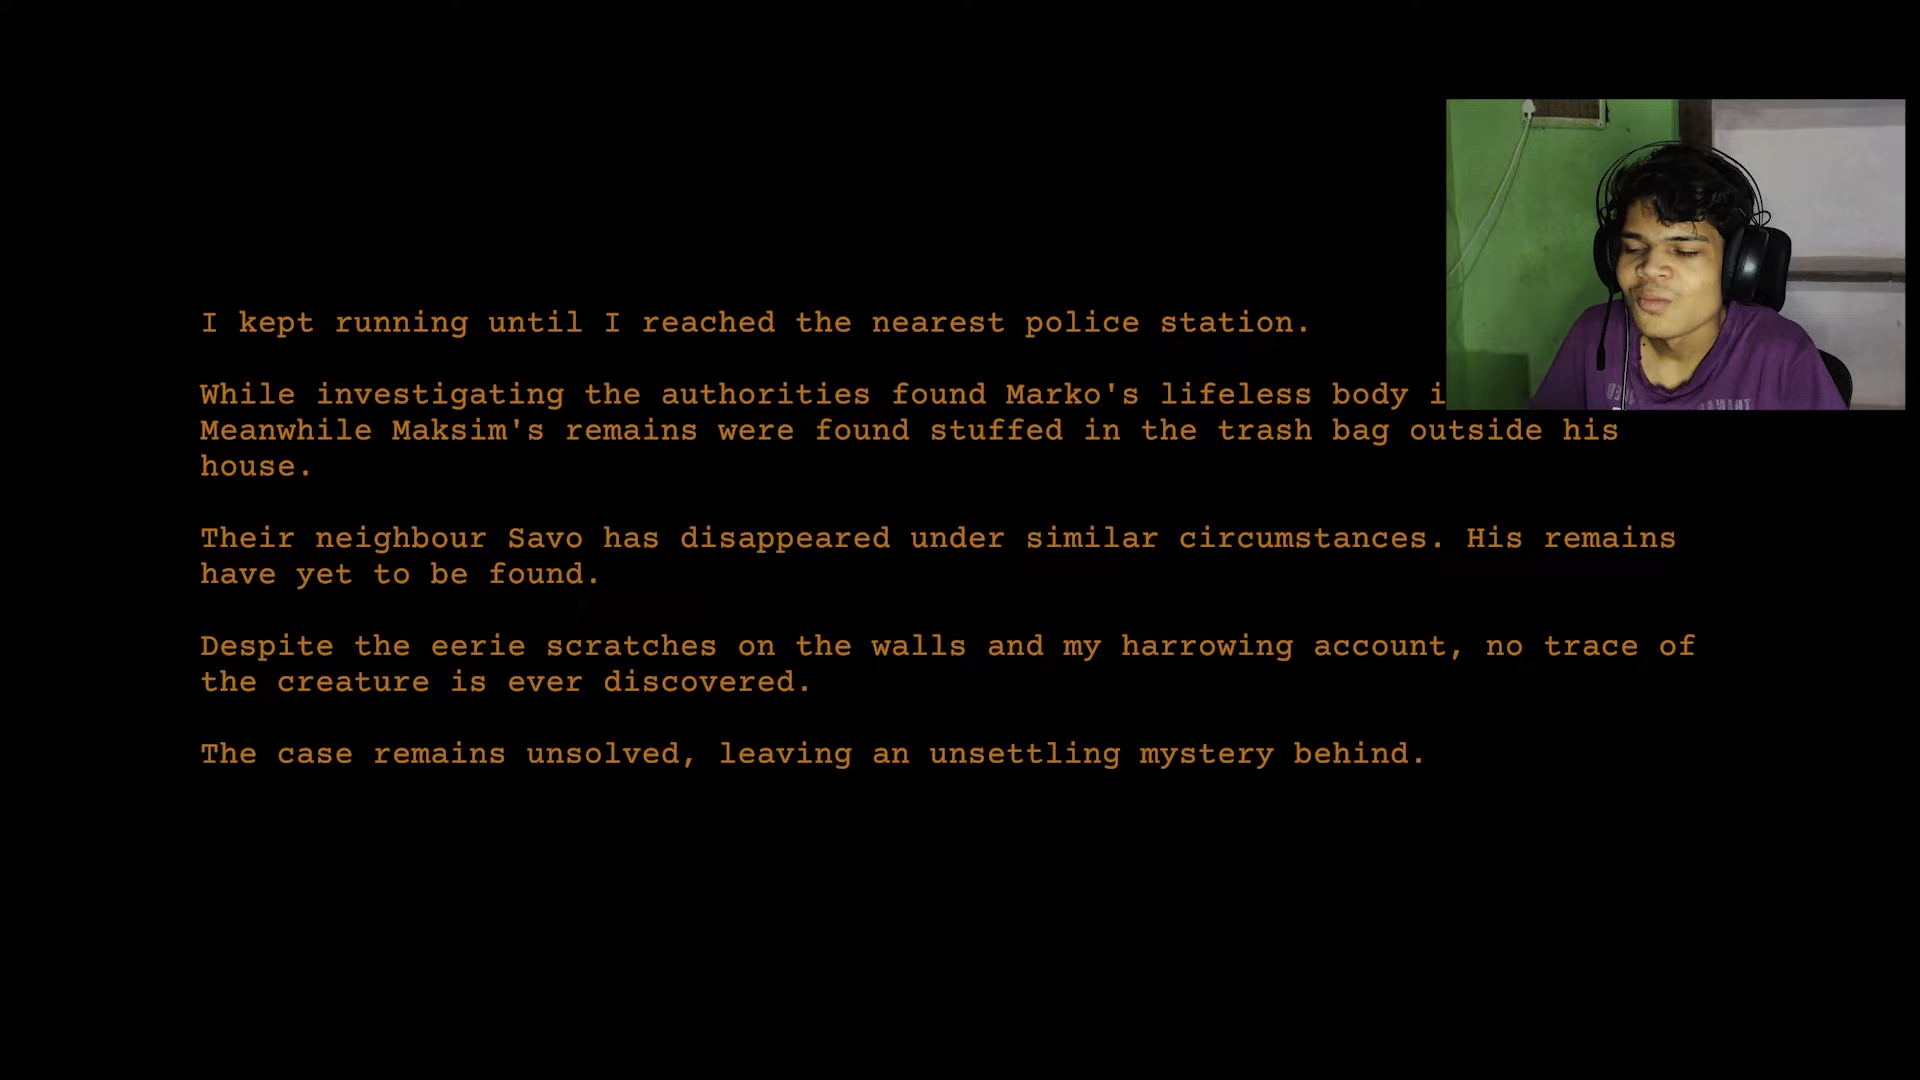 I kept running until I reached the nearest police station.
While investigating the authorities found Marko's lifeless body
Meanwhile Maksim's remains were found stuffed in the trash bag outside his
house.
Their neighbour Savo has disappeared under similar circumstances. His remains
have yet to be found.
Despite the eerie scratches on the walls and my harrowing account, no trace of
the creature is ever discovered.
The case remains unsolved, leaving an unsettling mystery behind.